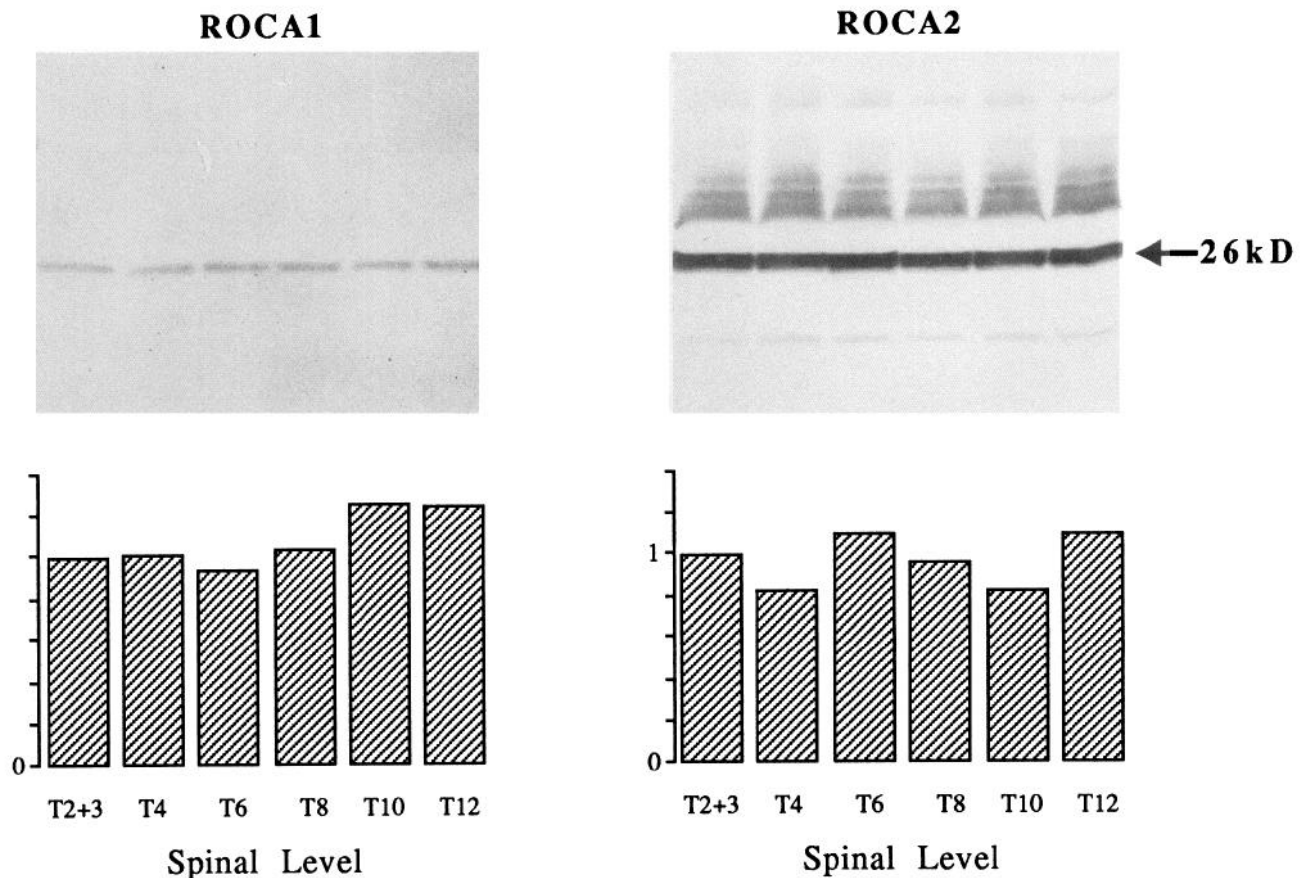 ROCA1
ROCA2
26kD
0
T2+3 T4 T6 T8 T10 T12
Spinal Level
1
0
T2+3 T4 T6 T8 T10 T12
Spinal Level